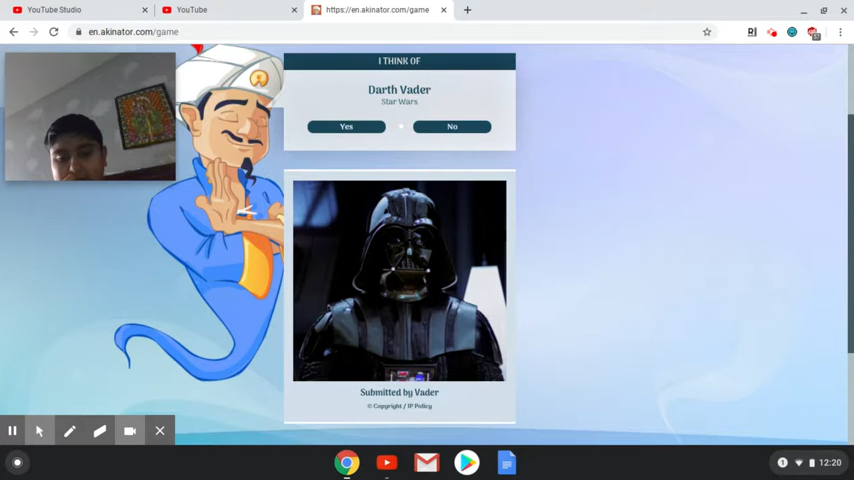 YouTube Studio
YouTube
https://en.akinator.com/game
en.akinator.com/game
I THINK OF
Darth Vader
Star Wars
Yes
No
Submitted by Vader
© Copyright / IP Policy
1
12:20